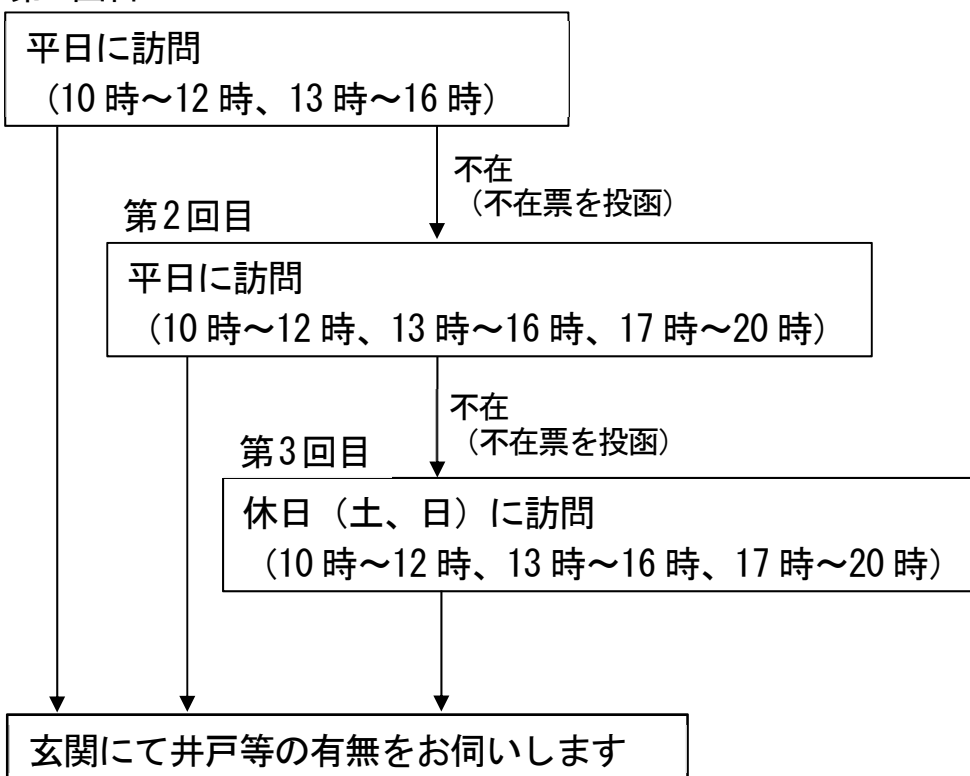 平日に訪問
(10時～12時、13時～16時)
不在
(不在票を投函)
第2回目
平日に訪問
(10時～12時、13時～16時、17時～20時)
不在
(不在票を投函)
第3回目
休日(土、日)に訪問
(10時～12時、13時～16時、17時～20時)
玄関にて井戸等の有無をお伺いします